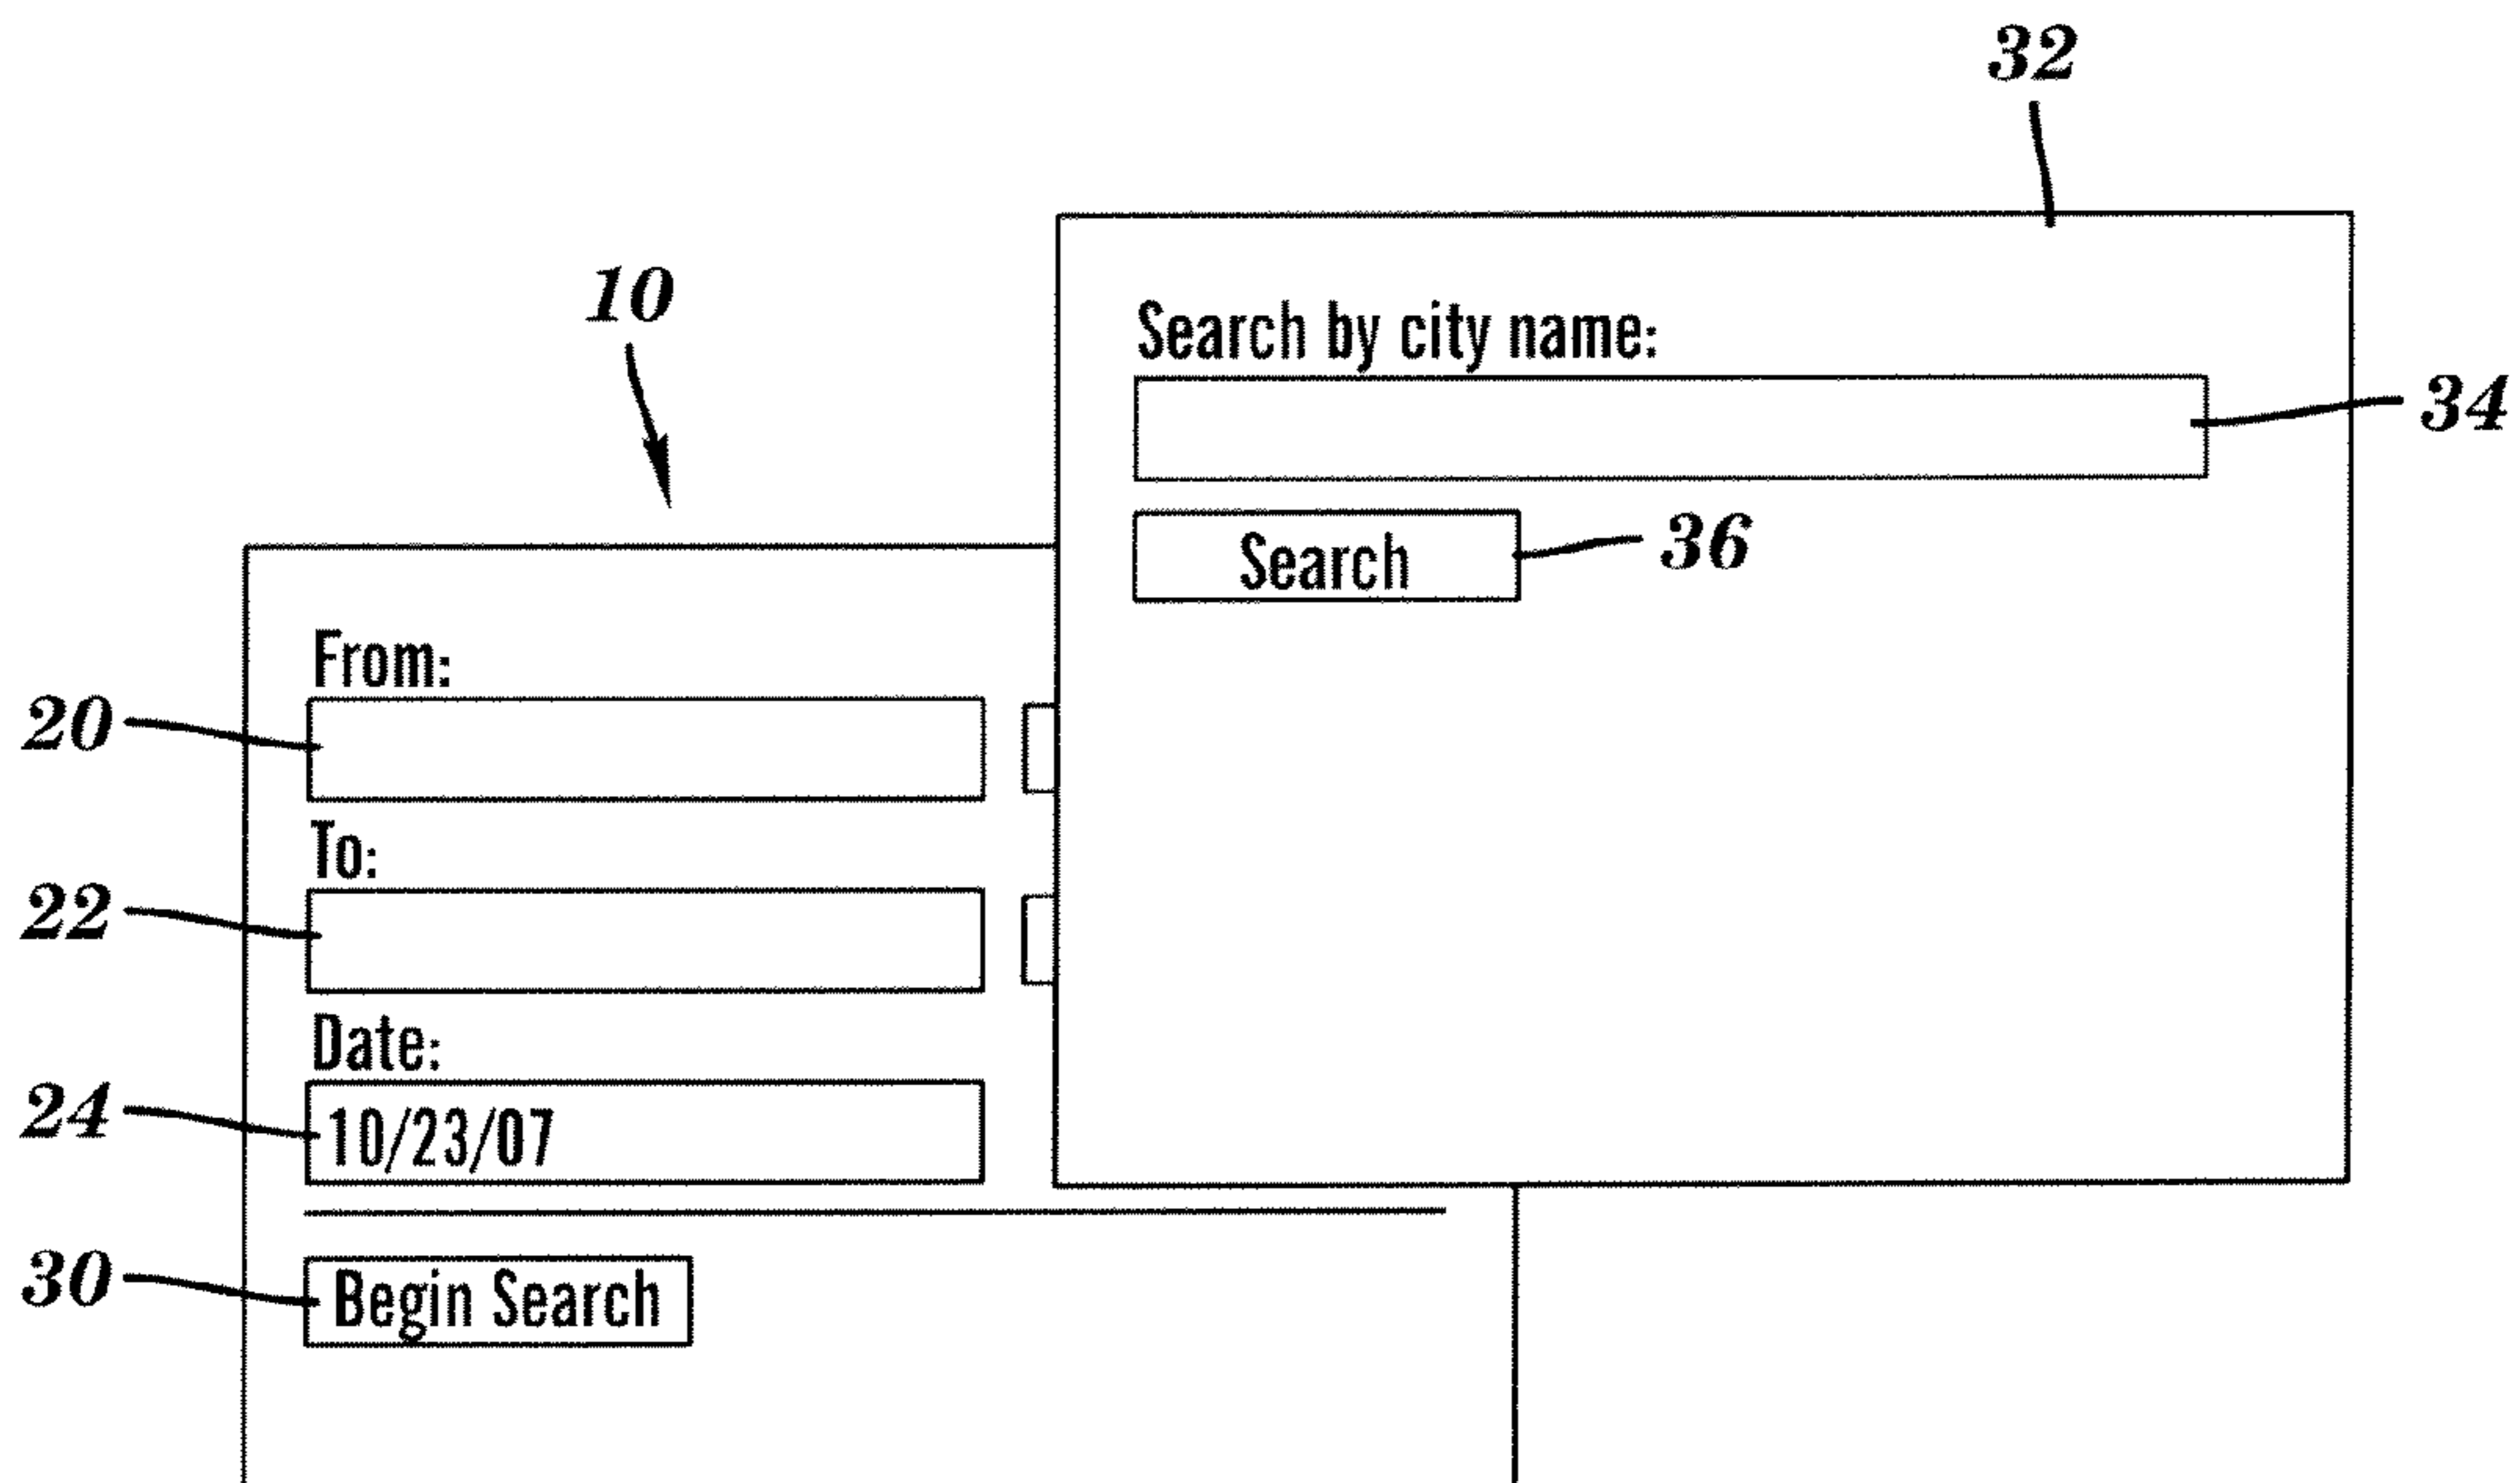 32
10
Search by city name:
34
Search
36
From:
20
To:
22
Date:
24
10/23/07
30
Begin Search